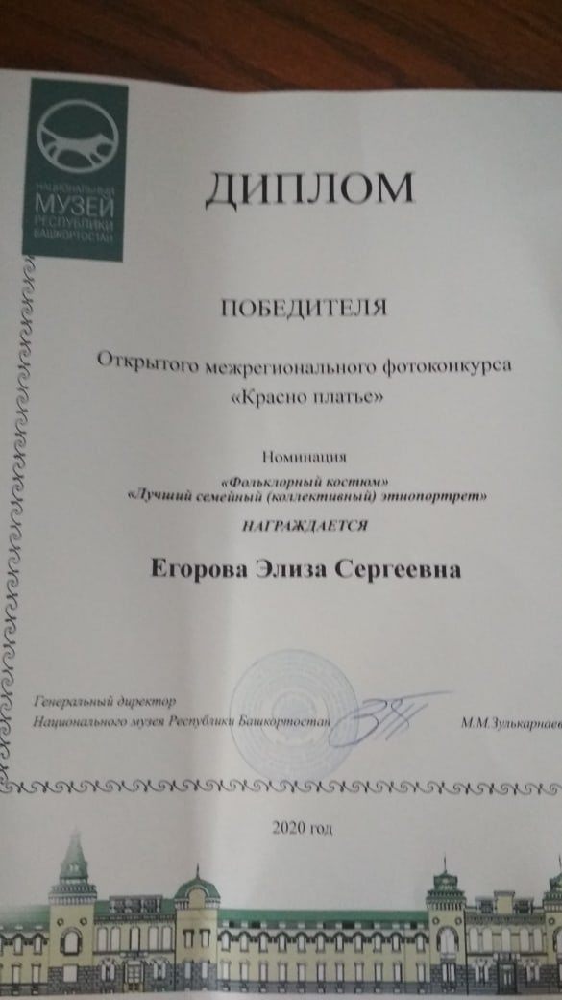 НАЦИОНАЛЬНЫЙ
МУЗЕЙ
РЕСПУБЛИКИ
БАШКОРТОСТАН
ДИПЛОМ
ПОБЕДИТЕЛЯ
Открытого межрегионального фотоконкурса
«Красно платье»
Номинация
«Фольклорный костюм»
«Лучший семейный (коллективный) этнопортрет»
НАГРАЖДАЕТСЯ
Егорова Элиза Сергеевна
Генеральный директор
Национального музея Республики Башкортостан
М.М.Зулькарнаев
2020 год